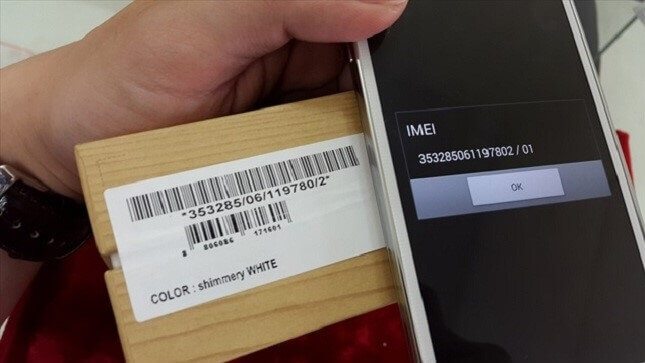 *353285/06/119780/2*
8 806086 171601
COLOR : shimmery WHITE
IMEI
353285061197802 / 01
OK